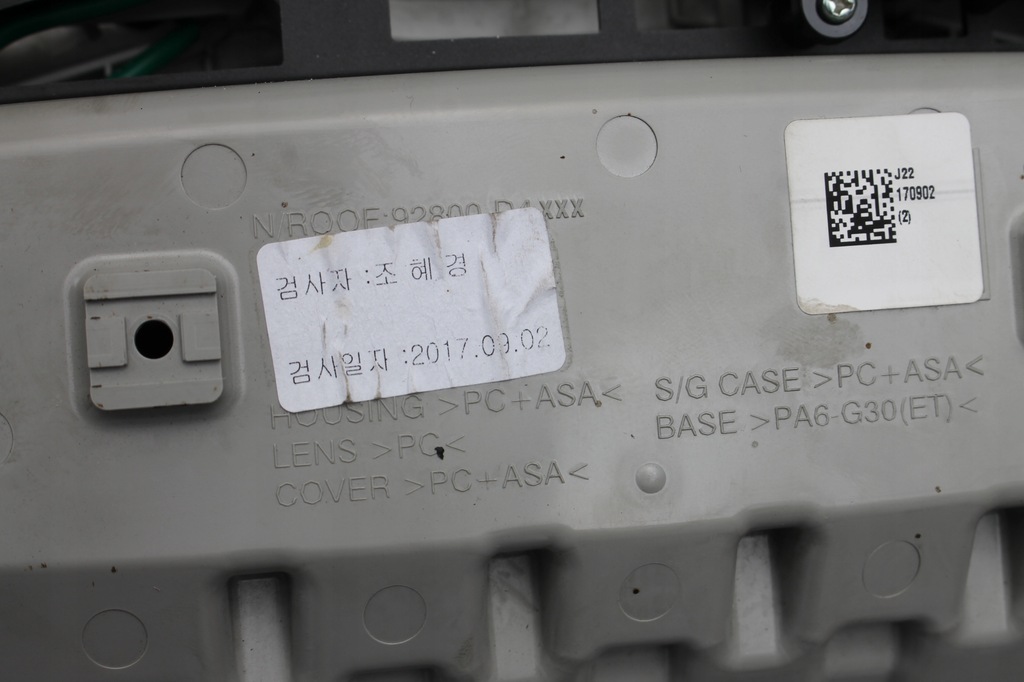 N/ROOF 92800
XXX
J22
170902
(2)
검사자 :조 혜 경
검사일자 :2017.09.02
HOUSING >PC+ASA<
LENS >PC<
COVER >PC+ASA<
S/G CASE >PC+ASA<
BASE >PA6-G30(ET)<